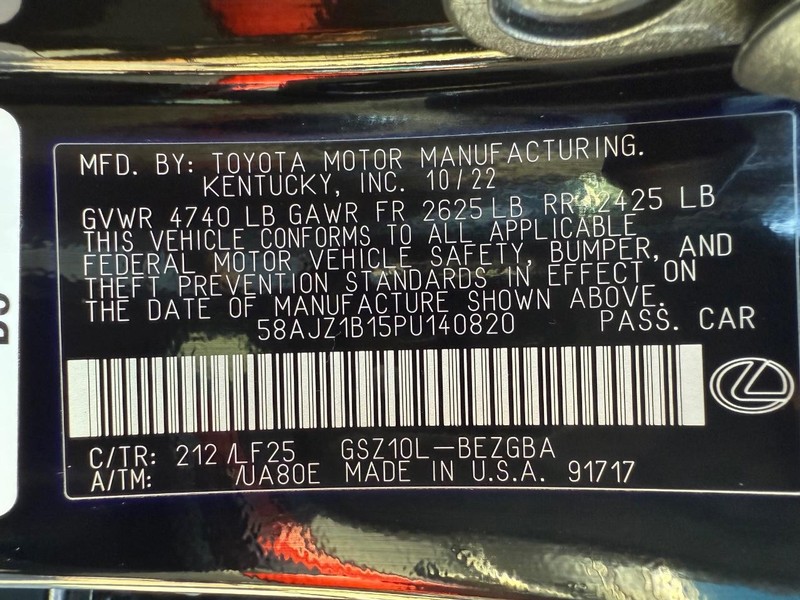 MFD. BY: TOYOTA MOTOR MANUFACTURING.
KENTUCKY, INC. 10/22
GVWR 4740 LB GAWR FR 2625 LB RR 2425 LB
THIS VEHICLE CONFORMS TO ALL APPLICABLE
FEDERAL MOTOR VEHICLE SAFETY, BUMPER, AND
THEFT PREVENTION STANDARDS IN EFFECT ON
THE DATE OF MANUFACTURE SHOWN ABOVE.
58AJZ1B15PU140820 PASS. CAR
C/TR: 212 /LF25 GSZ10L-BEZGBA
A/TM: /UA80E MADE IN U.S.A. 91717